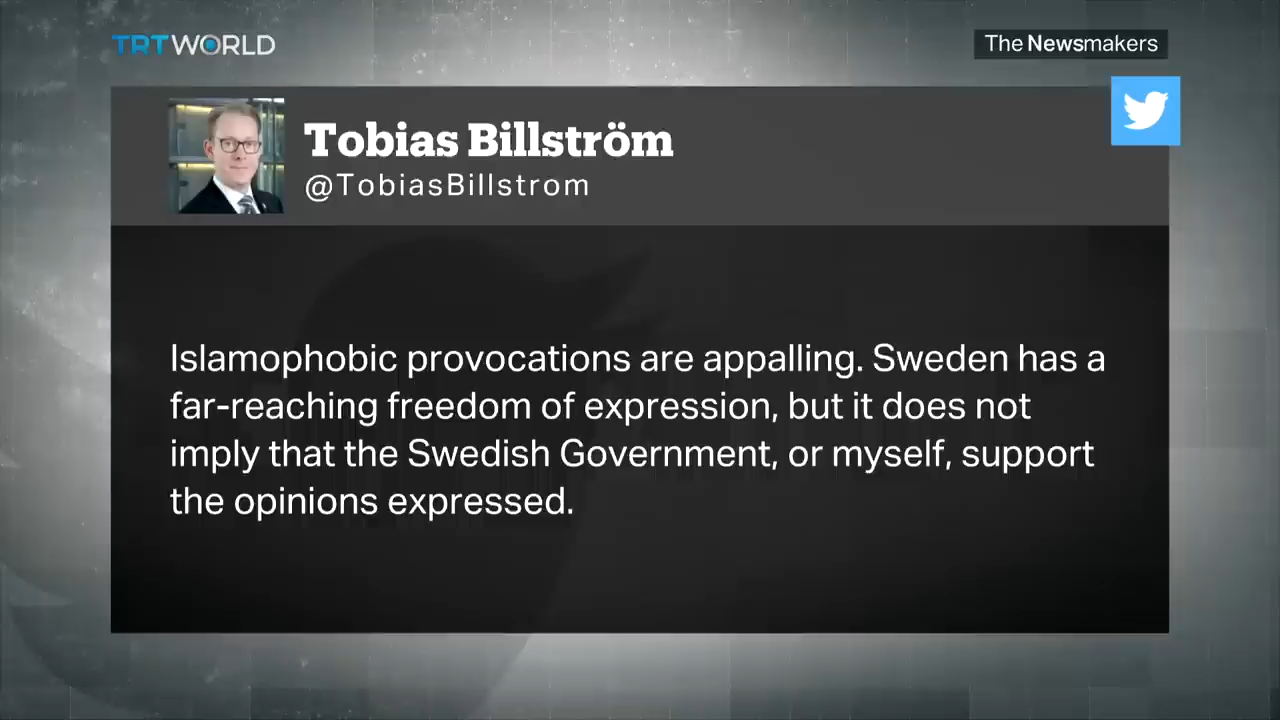 TRT WORLD
The Newsmakers
Tobias Billström
@TobiasBillstrom
Islamophobic provocations are appalling. Sweden has a
far-reaching freedom of expression, but it does not
imply that the Swedish Government, or myself, support
the opinions expressed.